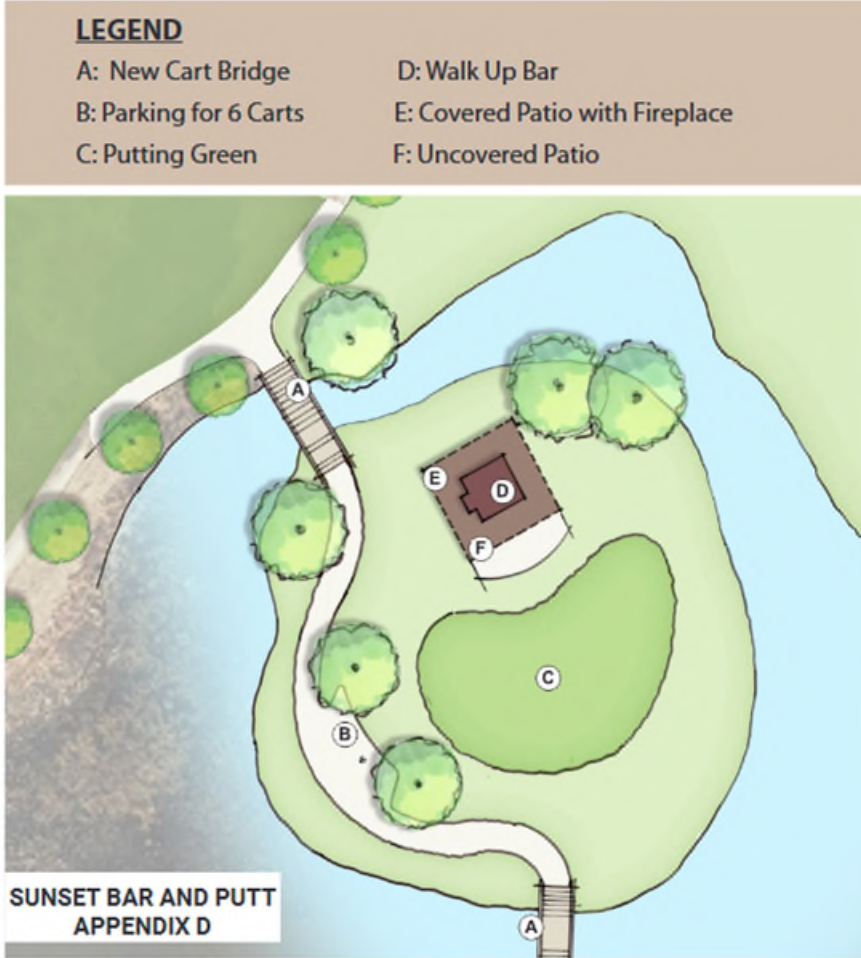 LEGEND
A: New Cart Bridge
B: Parking for 6 Carts
C: Putting Green
D: Walk Up Bar
E: Covered Patio with Fireplace
F: Uncovered Patio
A
E
D
F
C
B
A
SUNSET BAR AND PUTT
APPENDIX D